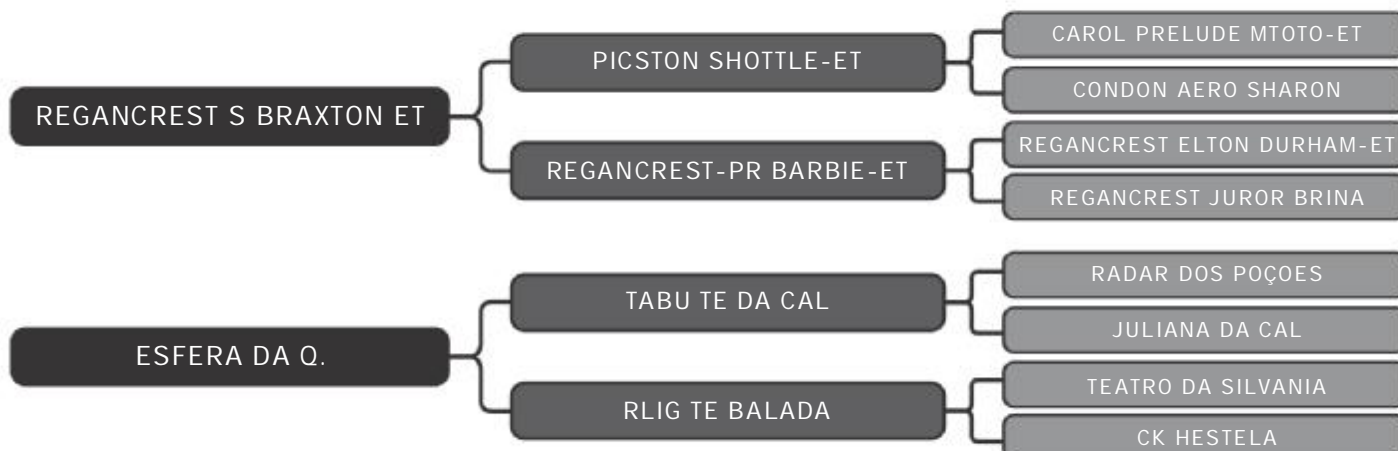 REGANCREST S BRAXTON ET
PICSTON SHOTTLE-ET
CAROL PRELUDE MTOTO-ET
CONDON AERO SHARON
REGANCREST-PR BARBIE-ET
REGANCREST ELTON DURHAM-ET
REGANCREST JUROR BRINA
ESFERA DA Q.
TABU TE DA CAL
RADAR DOS POÇOES
JULIANA DA CAL
RLIG TE BALADA
TEATRO DA SILVANIA
CK HESTELA